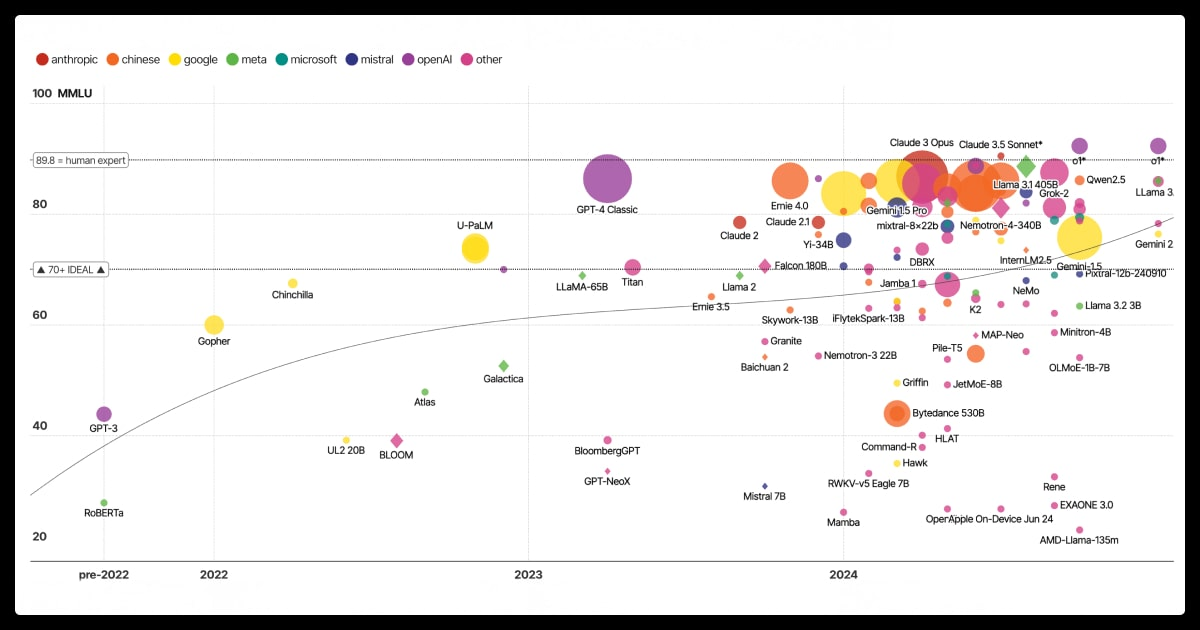 anthropic chinese google meta microsoft mistral openAI other
100 MMLU
Claude 3 Opus Claude 3.5 Sonnet*
89.8 = human expert
o1* o1*
Qwen2.5
Llama 3.1 405B
LLama 3.
Grok-2
GPT-4 Classic
Ernie 4.0
Gemini 1.5 Pro
80
U-PaLM
Claude 2.1
mixtral-8x22b
Nemotron-4-340B
Claude 2
Yi-34B
Gemini 2
DBRX
InternLM2.5
Falcon 180B
Gemini-1.5
▲ 70+ IDEAL ▲
Pixtral-12b-240910
Titan
Jamba 1
LLaMA-65B
Llama 2
NeMo
Chinchilla
Ernie 3.5
Llama 3.2 3B
K2
60
Skywork-13B
iFlytekSpark-13B
Minitron-4B
MAP-Neo
Gopher
Granite
Pile-T5
Nemotron-3 22B
Baichuan 2
OLMoE-1B-7B
Galactica
Griffin
JetMoE-8B
Atlas
Bytedance 530B
GPT-3
40
HLAT
UL2 20B
BLOOM
BloombergGPT
Command-R
Hawk
GPT-NeoX
RWKV-v5 Eagle 7B
Rene
Mistral 7B
EXAONE 3.0
RoBERTa
Mamba
Apple On-Device Jun 24
20
AMD-Llama-135m
pre-2022 2022 2023 2024